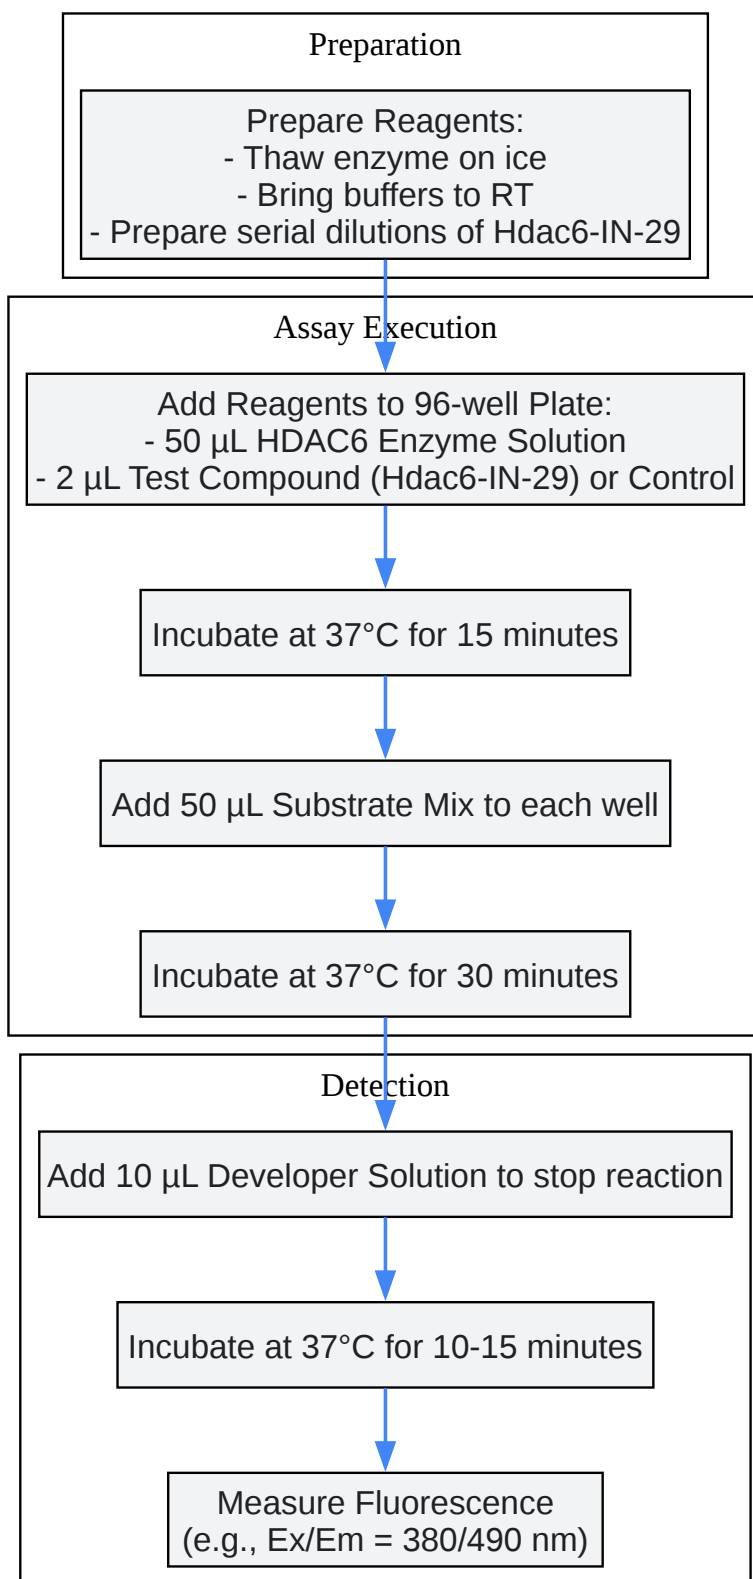 Preparation
Prepare Reagents:
- Thaw enzyme on ice
- Bring buffers to RT
- Prepare serial dilutions of Hdac6-IN-29
Assay Execution
Add Reagents to 96-well Plate:
- 50 µL HDAC6 Enzyme Solution
- 2 µL Test Compound (Hdac6-IN-29) or Control
Incubate at 37°C for 15 minutes
Add 50 µL Substrate Mix to each well
Incubate at 37°C for 30 minutes
Detection
Add 10 µL Developer Solution to stop reaction
Incubate at 37°C for 10-15 minutes
Measure Fluorescence
(e.g., Ex/Em = 380/490 nm)